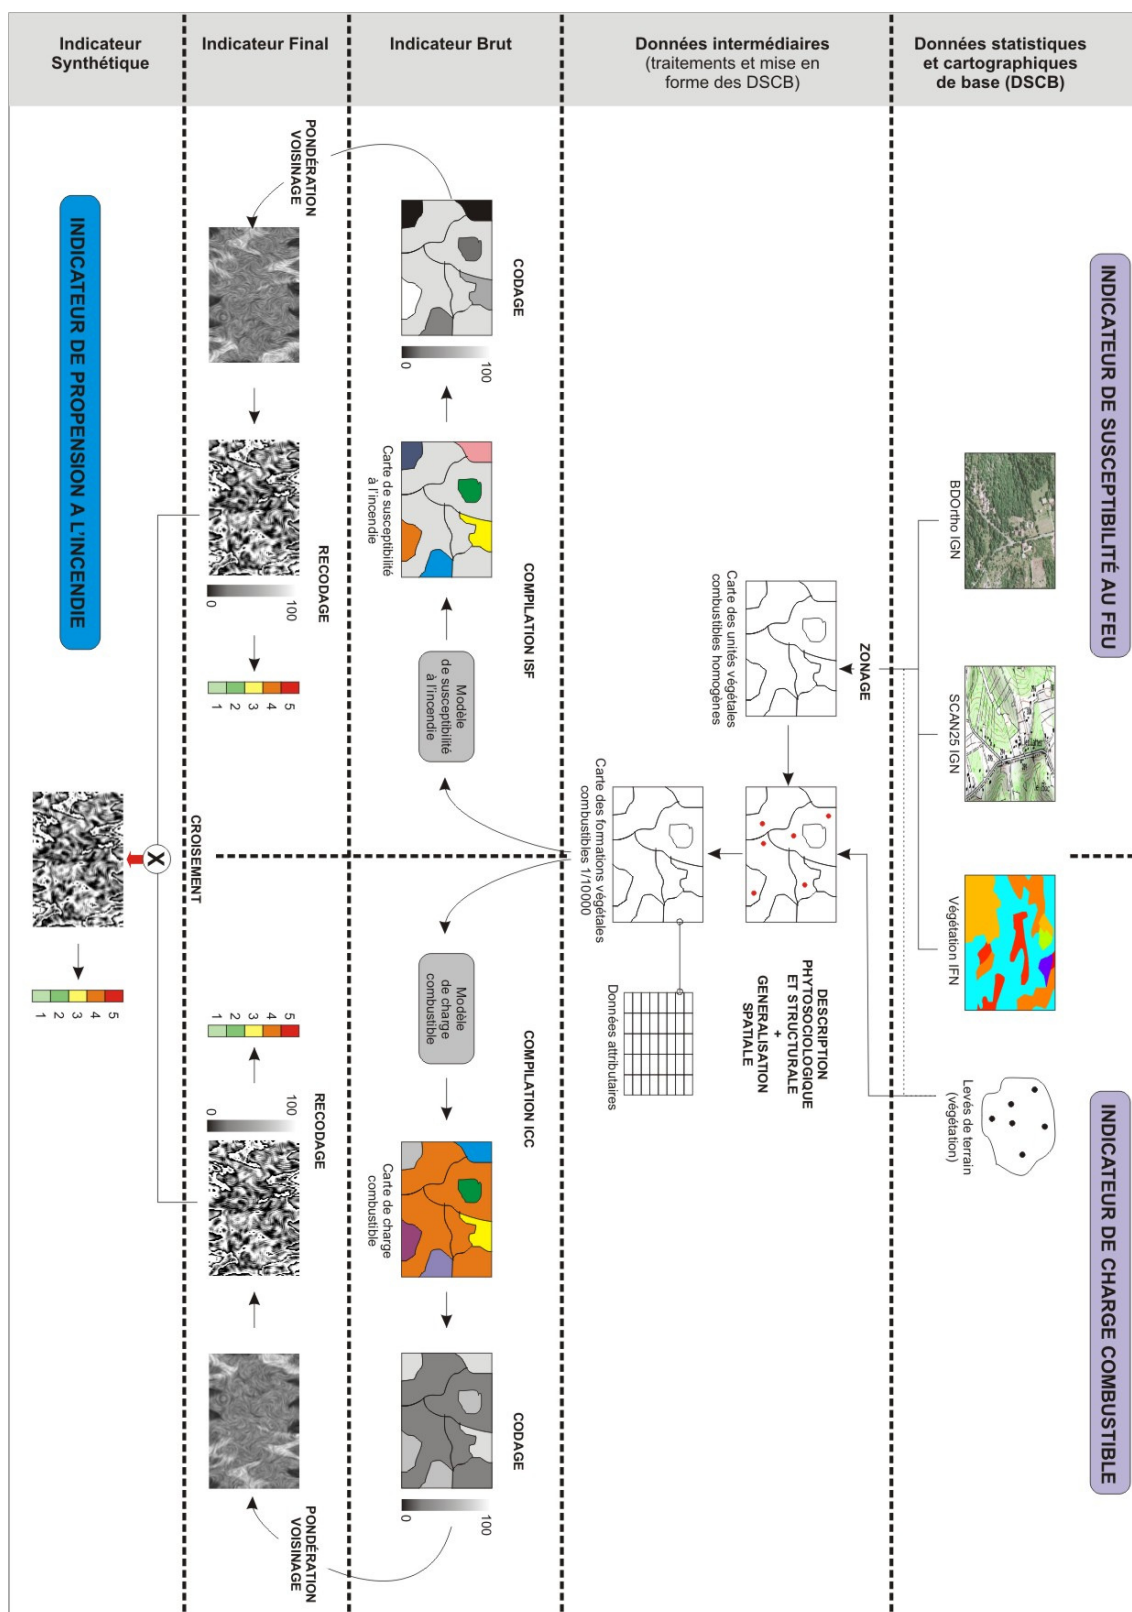 Indicateur
Synthétique
Indicateur Final
Indicateur Brut
Données intermédiaires
(traitements et mise en
forme des DSCB)
Données statistiques
et cartographiques
de base (DSCB)
INDICATEUR DE SUSCEPTIBILITÉ AU FEU
INDICATEUR DE CHARGE COMBUSTIBLE
BDOrtho IGN
SCAN25 IGN
Végétation IFN
Levés de terrain
(végétation)
ZONAGE
Carte des unités végétales
combustibles homogènes
DESCRIPTION
PHYTOSOCIOLOGIQUE
ET STRUCTURALE
+
GENERALISATION
SPATIALE
Carte des formations végétales
combustibles 1/10000
Données attributaires
CODAGE
0
100
COMPILATION ISF
Carte de susceptibilité
à l'incendie
Modèle
de susceptibilité
à l'incendie
Modèle
de charge
combustible
COMPILATION ICC
Carte de charge
combustible
CODAGE
0
100
PONDÉRATION
VOISINAGE
RECODAGE
0
100
1
2
3
4
5
CROISEMENT
X
1
2
3
4
5
RECODAGE
0
100
PONDÉRATION
VOISINAGE
INDICATEUR DE PROPENSION A L'INCENDIE
1
2
3
4
5